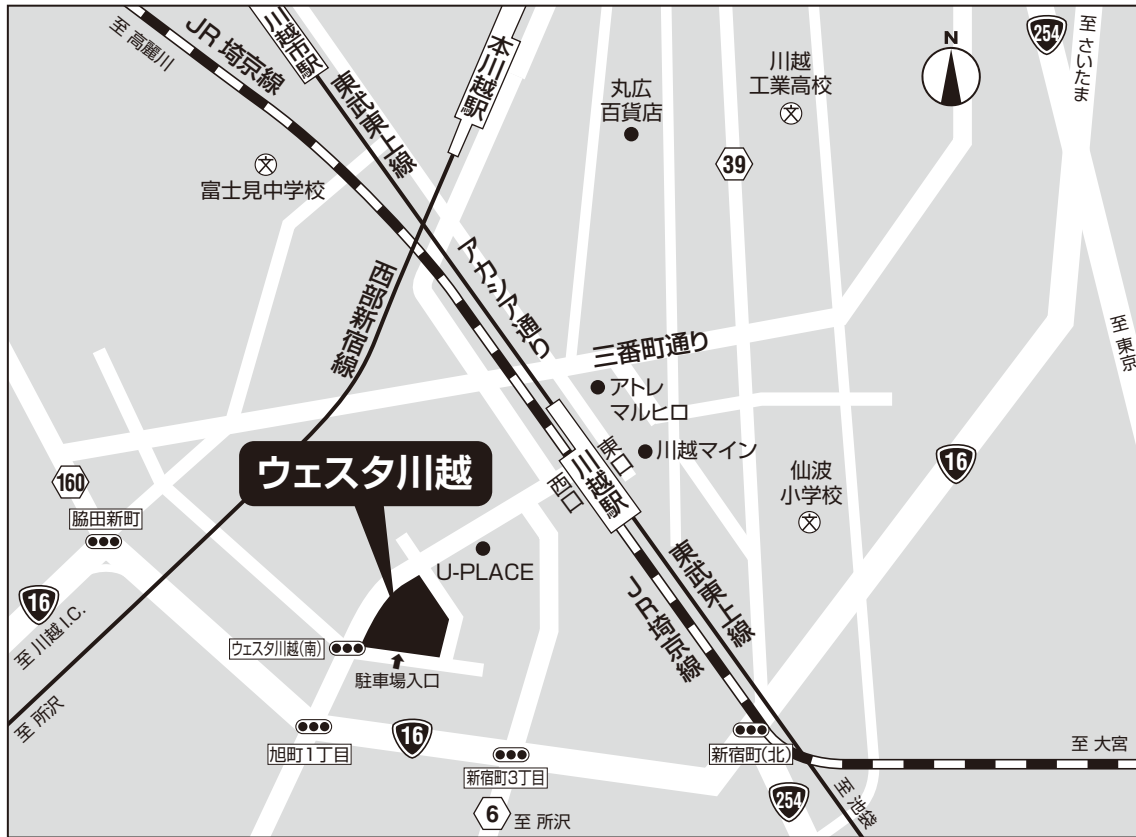 至 高麗川
JR 埼京線
川越市駅
東武東上線
本川越駅
丸広
百貨店
川越
工業高校
文
N
254
至 さいたま
39
文
富士見中学校
西部新宿線
アカシア通り
三番町通り
至 東京
アトレ
マルヒロ
東口
川越マイン
川越駅
西口
16
仙波
小学校
文
ウェスタ川越
160
脇田新町
U-PLACE
16
至 川越 I.C.
ウェスタ川越(南)
駐車場入口
東武東上線
JR埼京線
至 所沢
旭町1丁目
16
新宿町3丁目
6
至 所沢
新宿町(北)
254
至 大宮
至 池袋